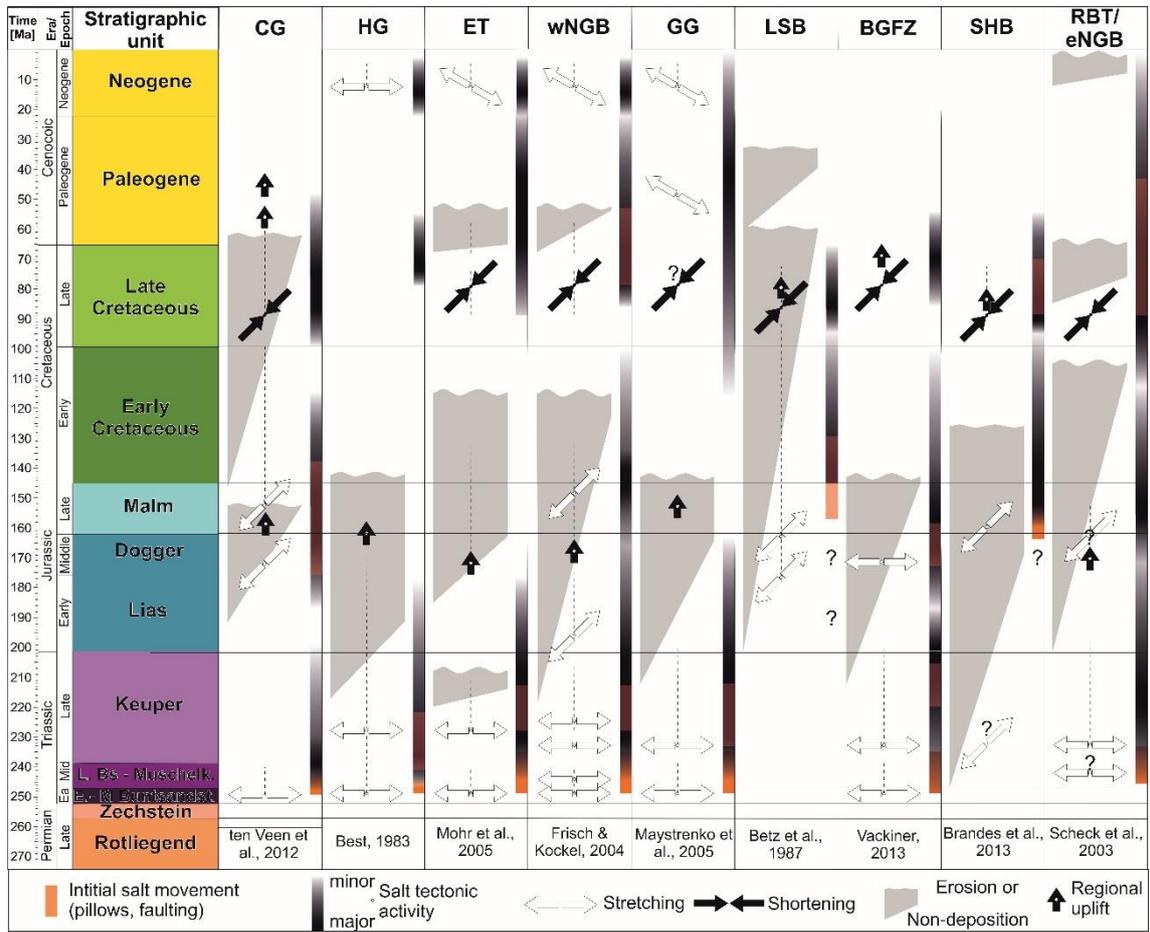 Time
[Ma]
Era/
Epoch
Stratigraphic
unit
CG
HG
ET
wNGB
GG
LSB
BGFZ
SHB
RBT/
eNGB
10
20
30
40
50
60
70
80
90
100
110
120
130
140
150
160
170
180
190
200
210
220
230
240
250
260
270
Cenocoic
Cretaceous
Jurassic
Triassic
Permian
Neogene
Paleogene
Late
Early
Late
Middle
Early
Late
Mid
Ea
Late
Neogene
Paleogene
Late
Cretaceous
Early
Cretaceous
Malm
Dogger
Lias
Keuper
L, Bs - Muschelk.
Zechstein
Rotliegend
?
?
?
?
?
?
?
?
ten Veen et
al., 2012
Best, 1983
Mohr et al.,
2005
Frisch &
Kockel, 2004
Maystrenko et
al., 2005
Betz et al.,
1987
Vackiner,
2013
Brandes et al.,
2013
Scheck et al.,
2003
Intitial salt movement
(pillows, faulting)
minor
major
Salt tectonic
activity
Stretching
Shortening
Erosion or
Non-deposition
Regional
uplift